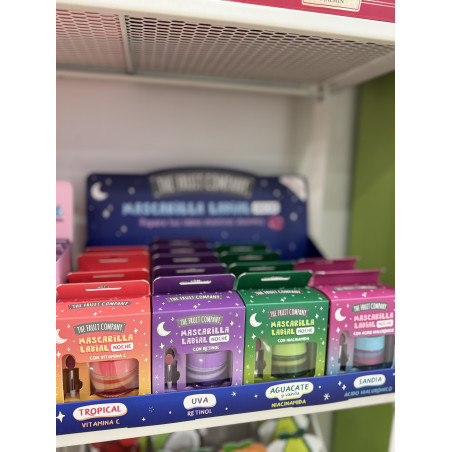 THE FRUIT COMPANY
MASCARILLA LABIAL
THE FRUIT COMPANY
MASCARILLA
LABIAL NOCHE
CON VITAMINA C
TROPICAL
VITAMINA C
THE FRUIT COMPANY
MASCARILLA
LABIAL NOCHE
CON RETINOL
UVA
RETINOL
THE FRUIT COMPANY
MASCARILLA
LABIAL NOCHE
CON NIACINAMIDA
AGUACATE
y vainilla
NIACINAMIDA
THE FRUIT COMPANY
MASCARILLA
LABIAL NOCHE
CON ÁCIDO HIALURÓNICO
SANDÍA
ÁCIDO HIALURÓNICO